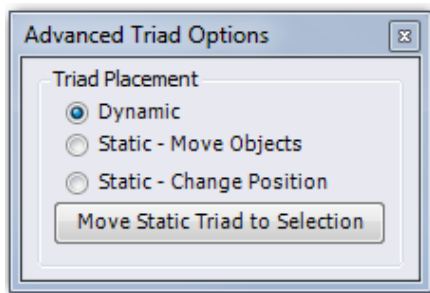 Advanced Triad Options
Triad Placement
Dynamic
Static - Move Objects
Static - Change Position
Move Static Triad to Selection